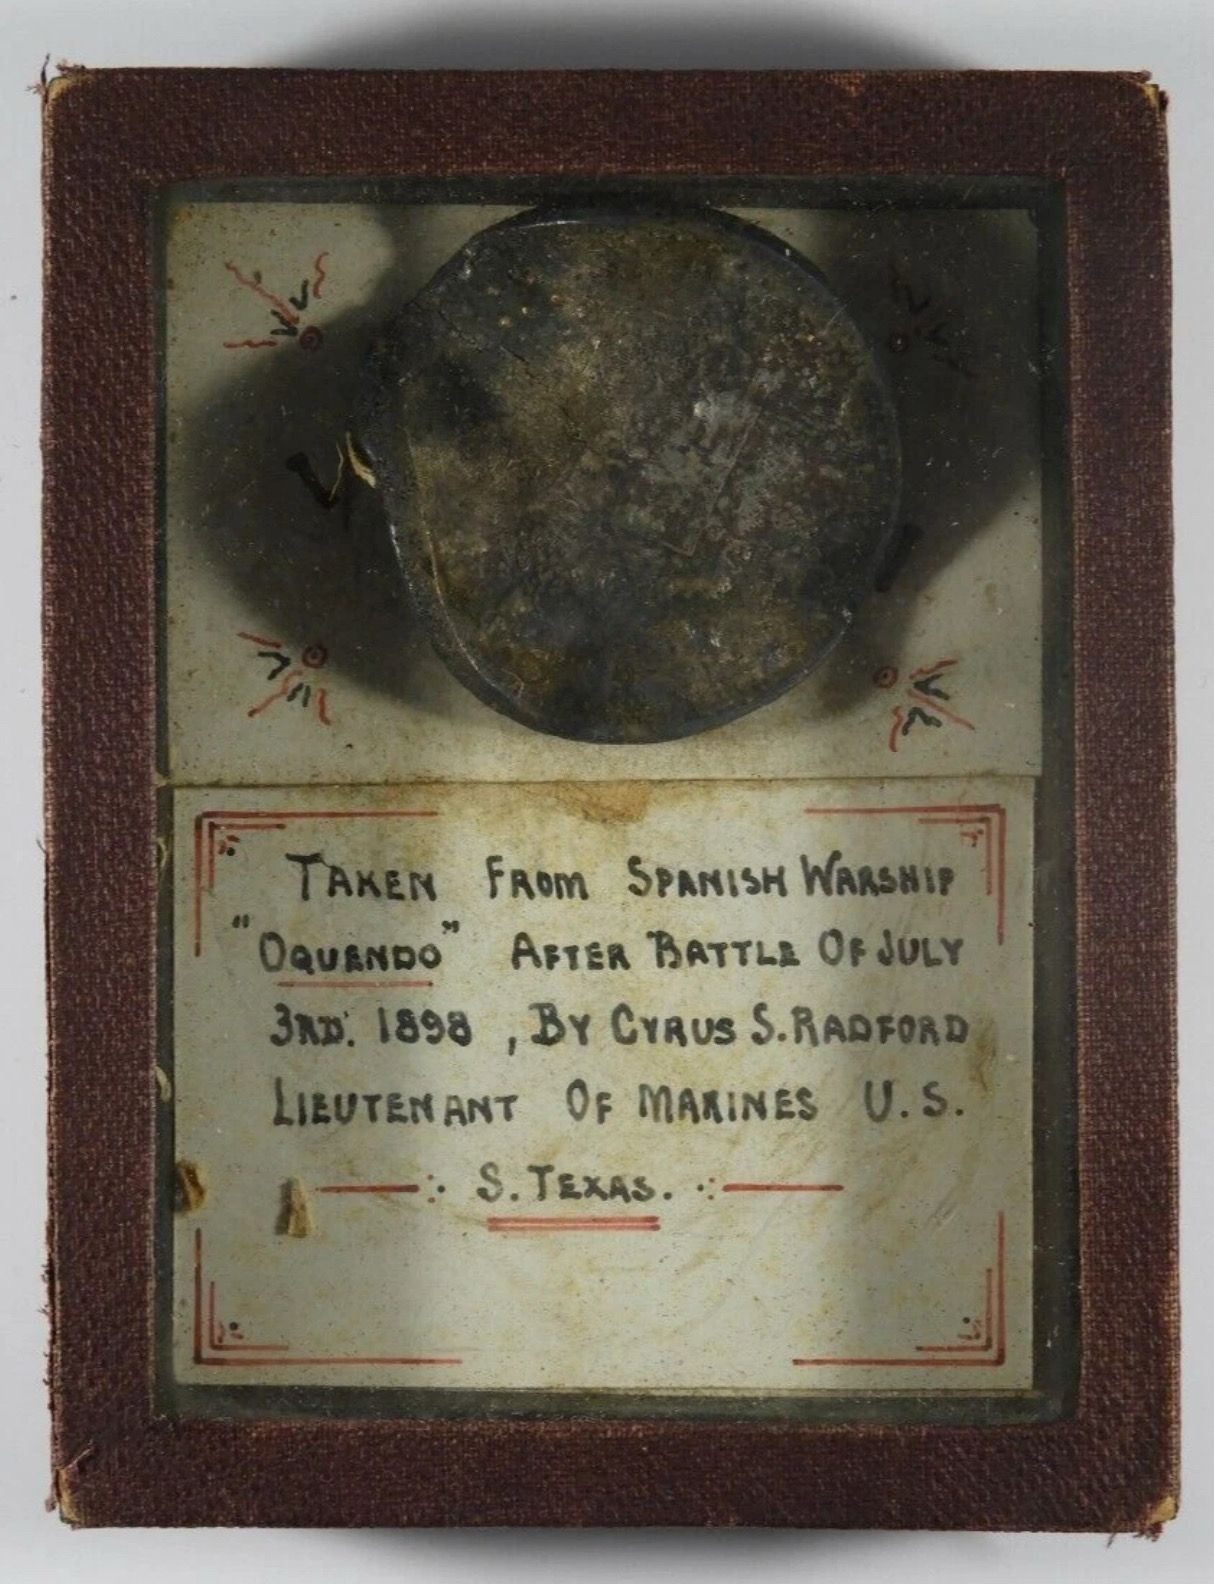 TAKEN FROM SPANISH WARSHIP
"OQUENDO" AFTER BATTLE OF JULY
3RD. 1898, BY CYRUS S. RADFORD
LIEUTENANT OF MARINES U. S.
S. TEXAS.